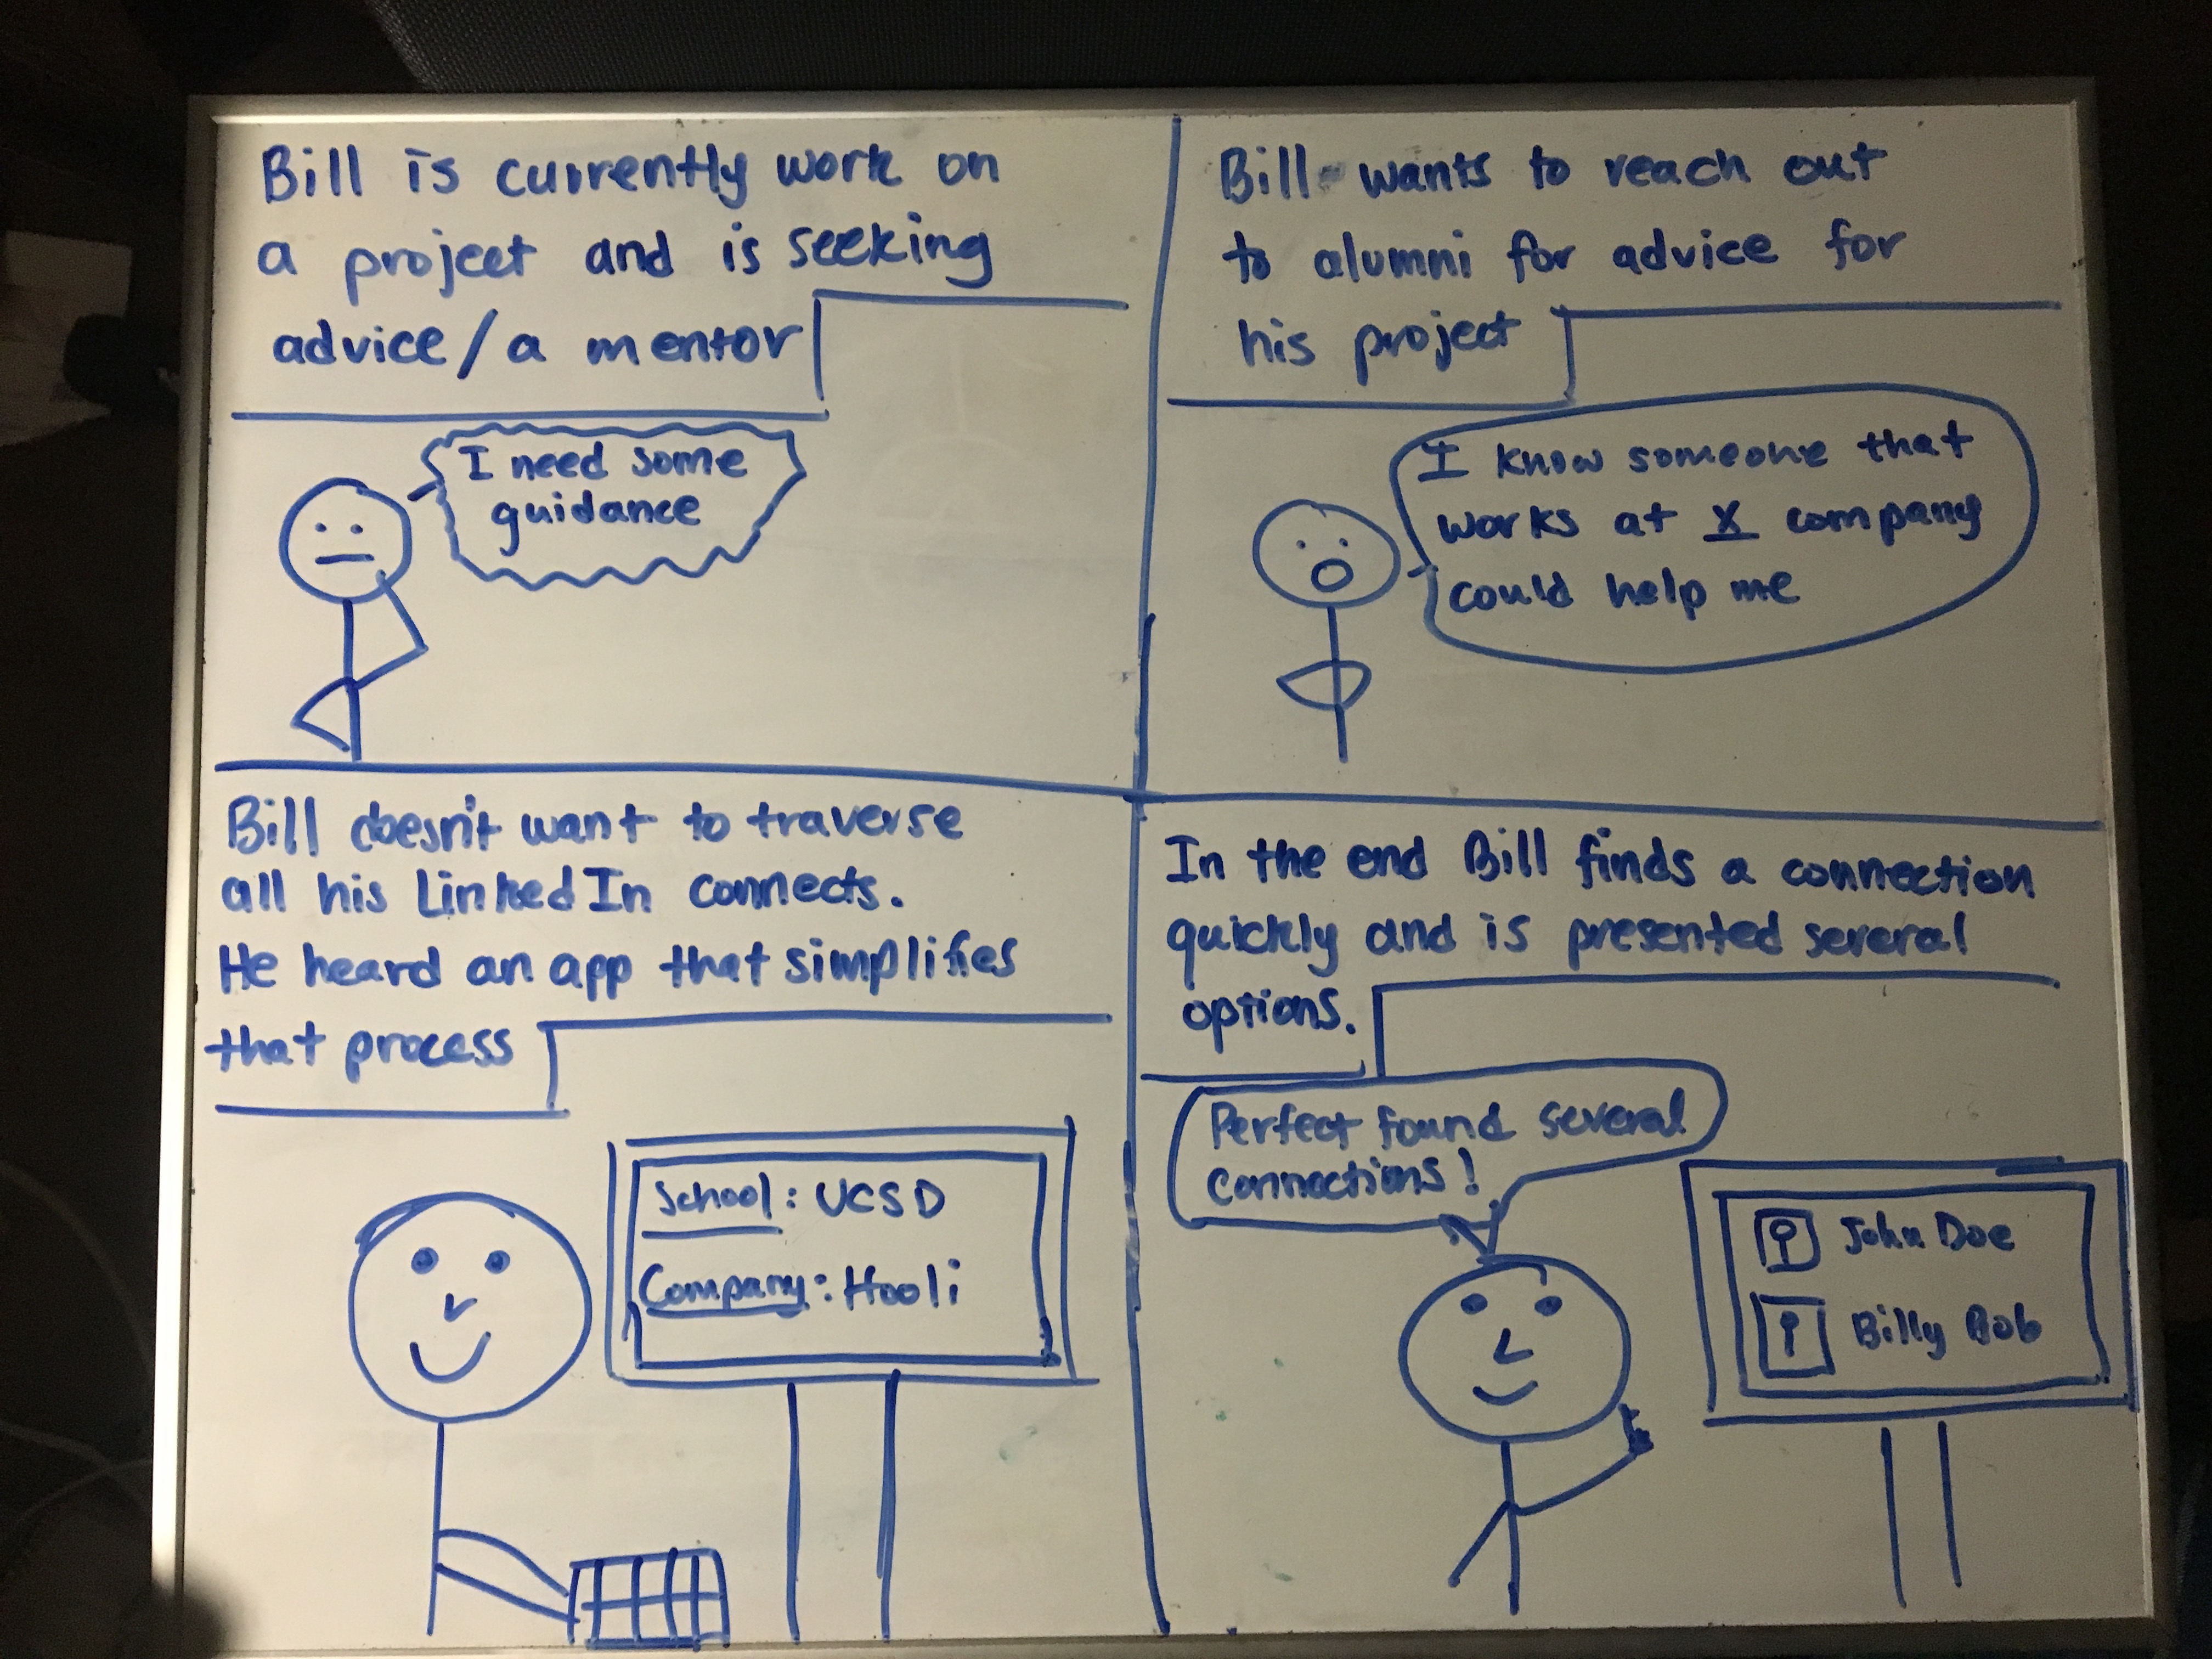 Bill is currently work on
a project and is seeking
advice/a mentor
I need some
guidance
Bill wants to reach out
to alumni for advice for
his project
I know someone that
works at X company
could help me
Bill doesn't want to traverse
all his LinkedIn connects.
He heard an app that simplifies
that process
School: UCSD
Company: Hooli
In the end Bill finds a connection
quickly and is presented several
options.
Perfect found several
connections!
John Doe
Billy Bob